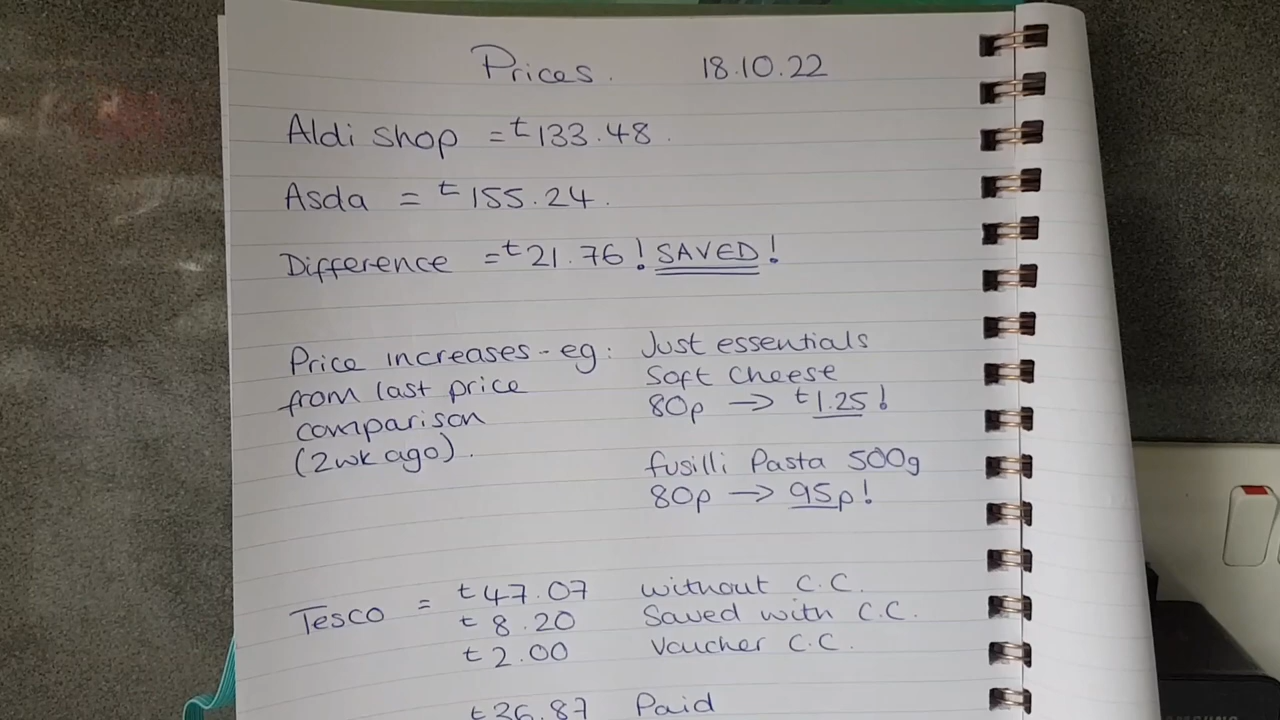 Prices. 18.10.22
Aldi shop = £133.48.
Asda = £155.24.
Difference = £21.76! SAVED!
Price increases - eg: Just essentials
from last price Soft Cheese
comparison 80p → £1.25!
(2wk ago).
fusilli Pasta 500g
80p → 95p!
Tesco = £47.07 without C.C.
£8.20 Saved with C.C.
£2.00 Voucher C.C.
£36.87 Paid